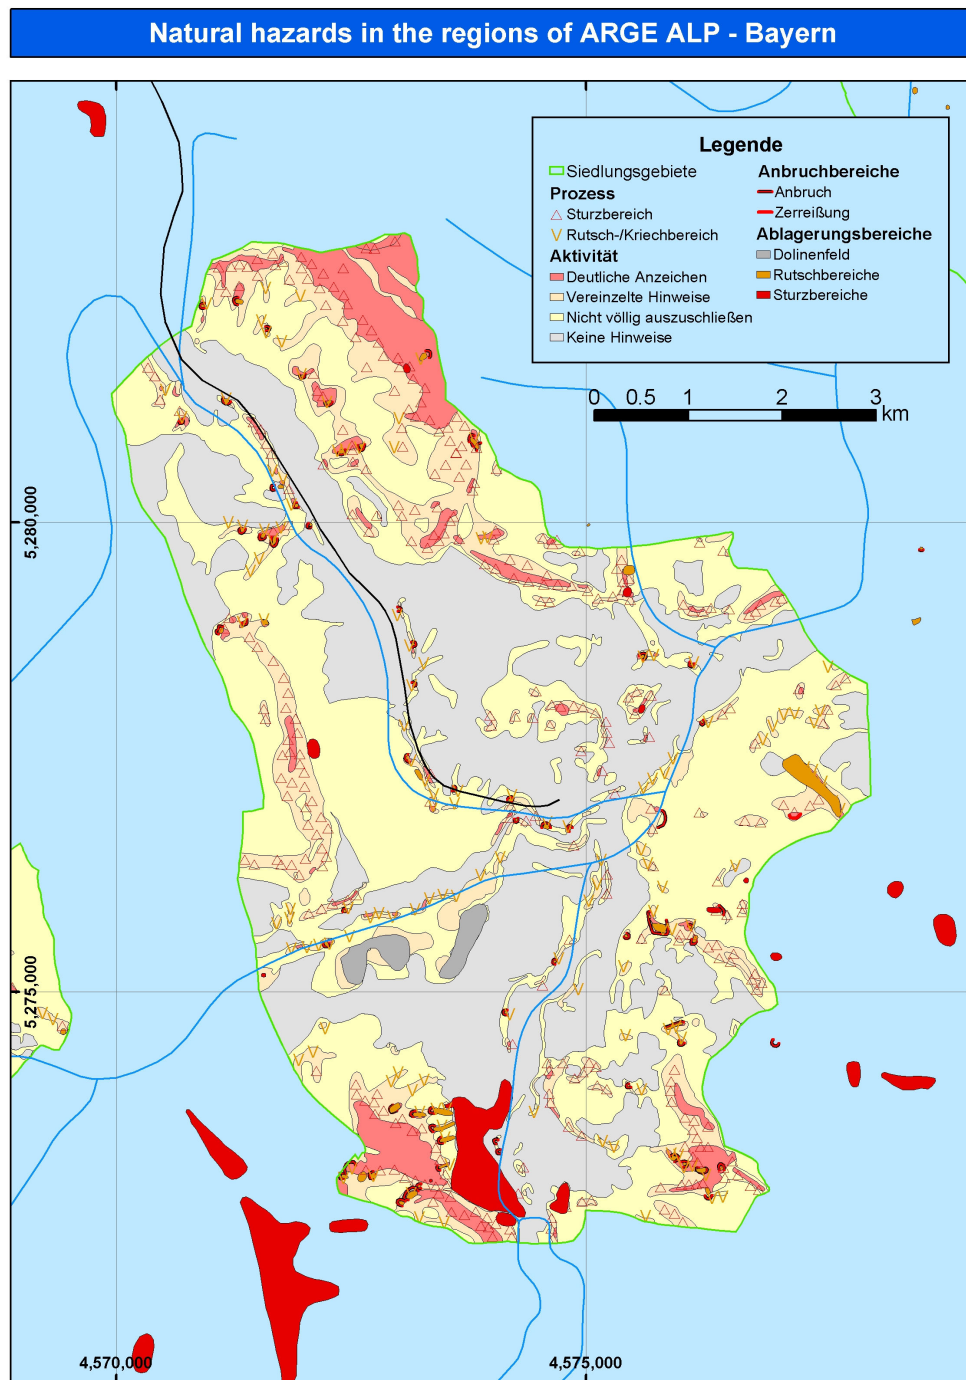 Natural hazards in the regions of ARGE ALP - Bayern
Legende
Siedlungsgebiete
Prozess
Sturzbereich
Rutsch-/Kriechbereich
Aktivität
Deutliche Anzeichen
Vereinzelte Hinweise
Nicht völlig auszuschließen
Keine Hinweise
Anbruchbereiche
Anbruch
Zerreißung
Ablagerungsbereiche
Dolinenfeld
Rutschbereiche
Sturzbereiche
0 0.5 1 2 3
km
5,280,000
5,275,000
4,570,000
4,575,000